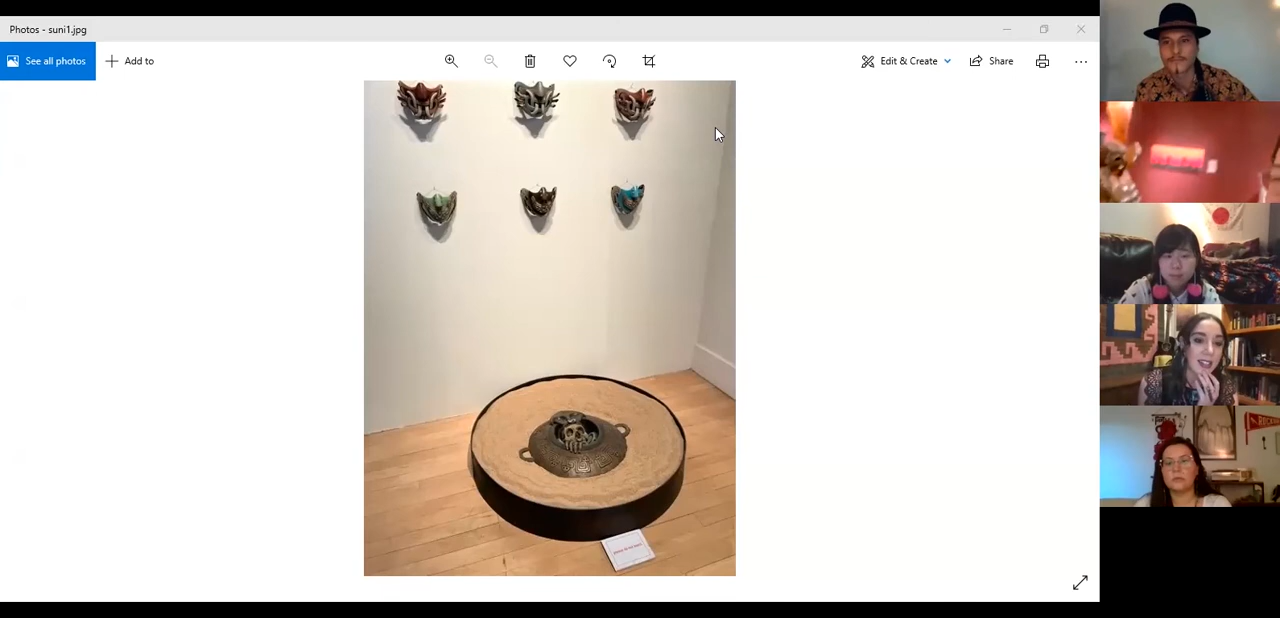 Photos - suni1.jpg
See all photos
Add to
Edit & Create
Share